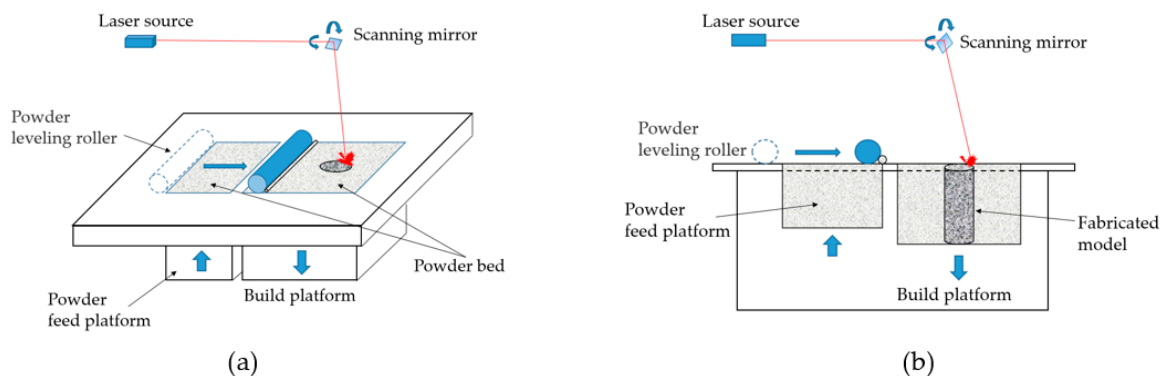 Laser source
Scanning mirror
Powder
leveling roller
Powder bed
Build platform
Powder
feed platform
(a)
Laser source
Scanning mirror
Powder
leveling roller
Powder
feed platform
Fabricated
model
Build platform
(b)